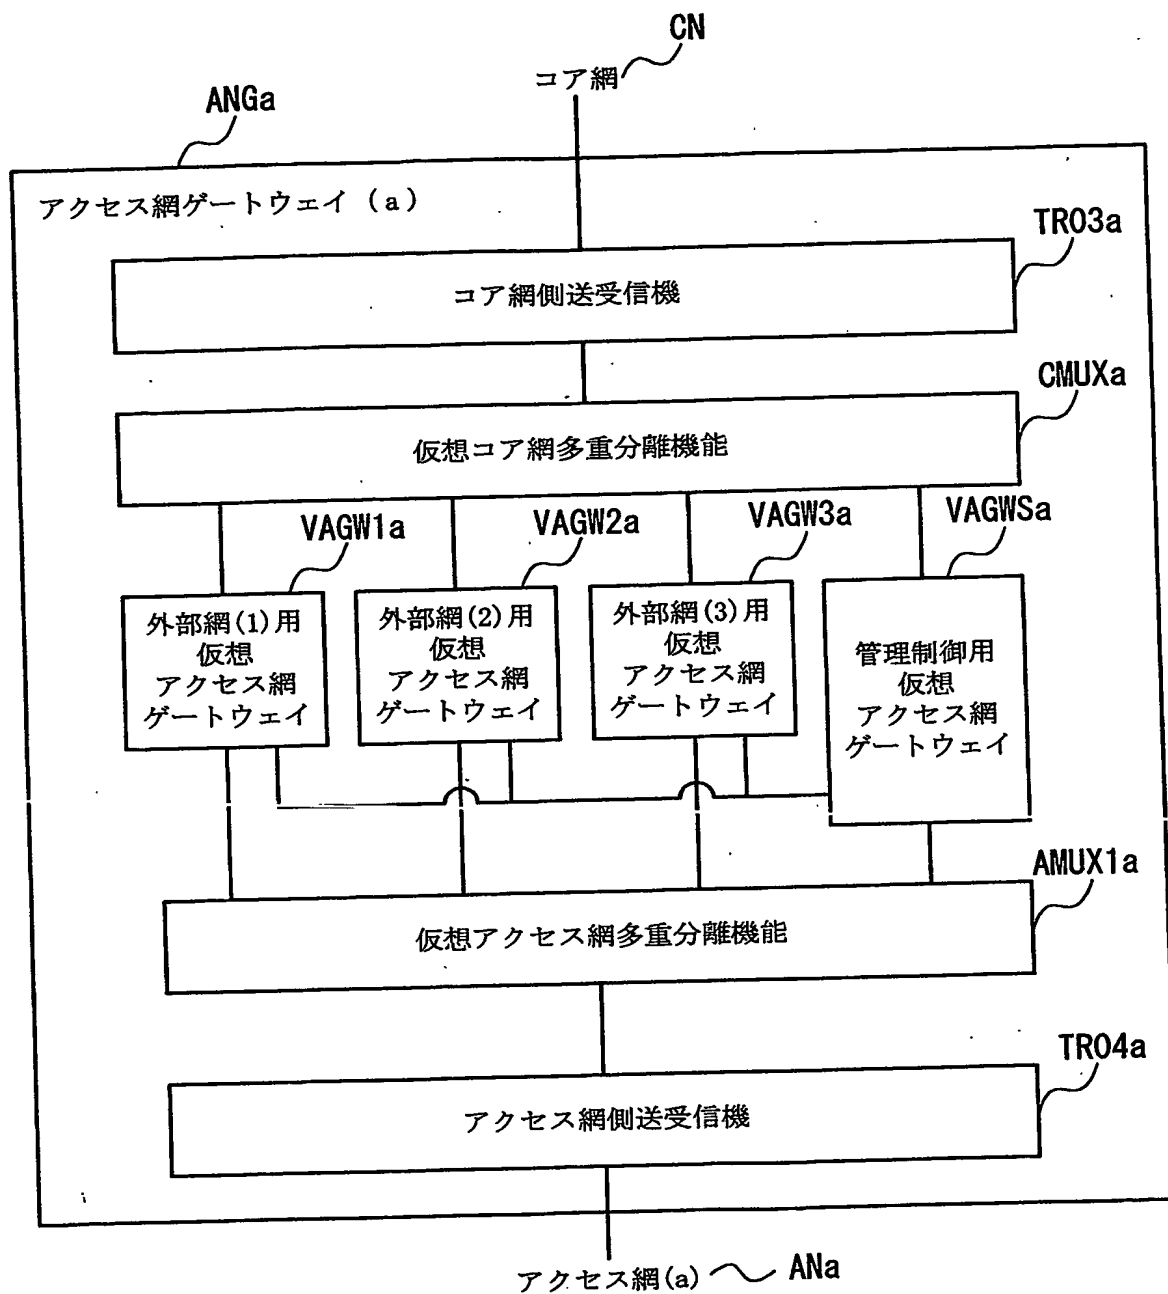 CN
コア網
ANGa
アクセス網ゲートウェイ(a)
TR03a
コア網側送受信機
CMUXa
仮想コア網多重分離機能
VAGW1a
VAGW2a
VAGW3a
VAGWSa
外部網(1)用
仮想
アクセス網
ゲートウェイ
外部網(2)用
仮想
アクセス網
ゲートウェイ
外部網(3)用
仮想
アクセス網
ゲートウェイ
管理制御用
仮想
アクセス網
ゲートウェイ
AMUX1a
仮想アクセス網多重分離機能
TR04a
アクセス網側送受信機
アクセス網(a)
ANa